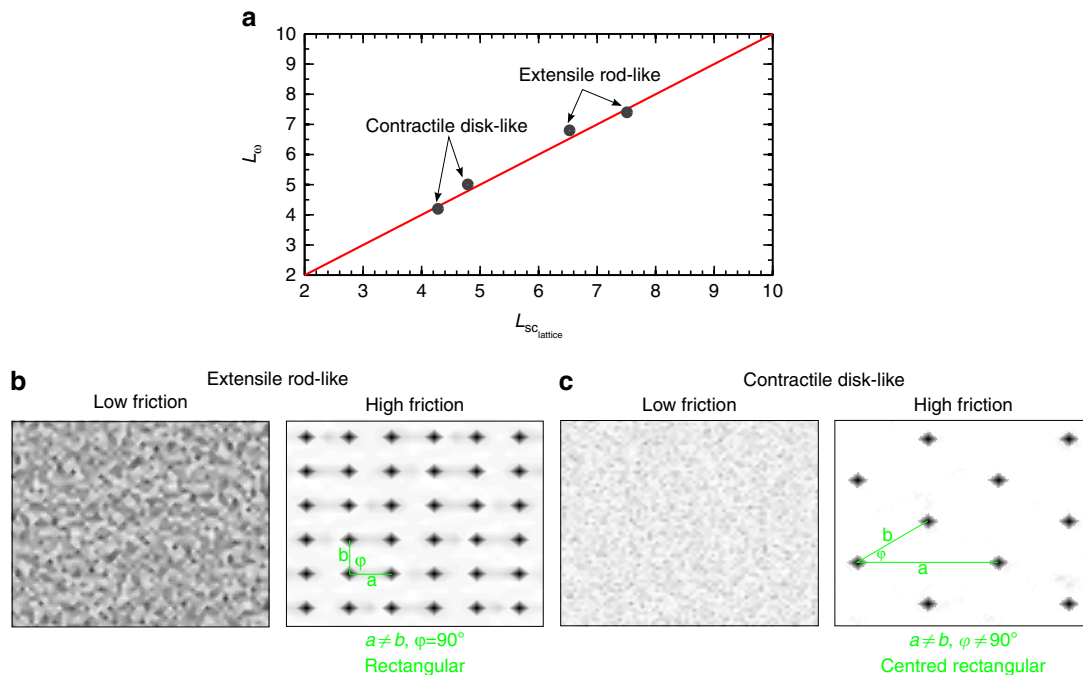 a
10
9
8
7
6
5
4
3
2
Lω
Extensile rod-like
Contractile disk-like
2 3 4 5 6 7 8 9 10
Lsc_lattice
b
Extensile rod-like
Low friction High friction
b φ
a
a ≠ b, φ=90°
Rectangular
c
Contractile disk-like
Low friction High friction
b
φ
a
a ≠ b, φ ≠ 90°
Centred rectangular